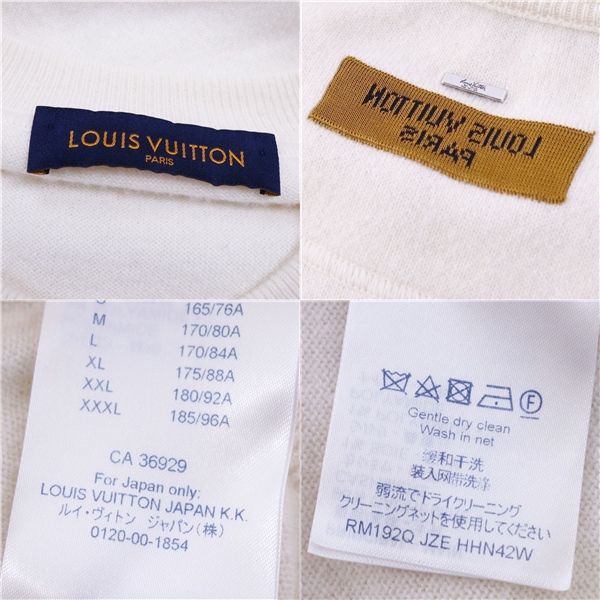 LOUIS VUITTON
PARIS
LOUIS VUITTON
PARIS
165/76A
M 170/80A
L 170/84A
XL 175/88A
XXL 180/92A
XXXL 185/96A
CA 36929
For Japan only:
LOUIS VUITTON JAPAN K.K.
ルイ・ヴィトン ジャパン(株)
0120-00-1854
Gentle dry clean
Wash in net
缓和干洗
装入网带洗涤
弱流でドライクリーニング
クリーニングネットを使用してください
RM192Q JZE HHN42W